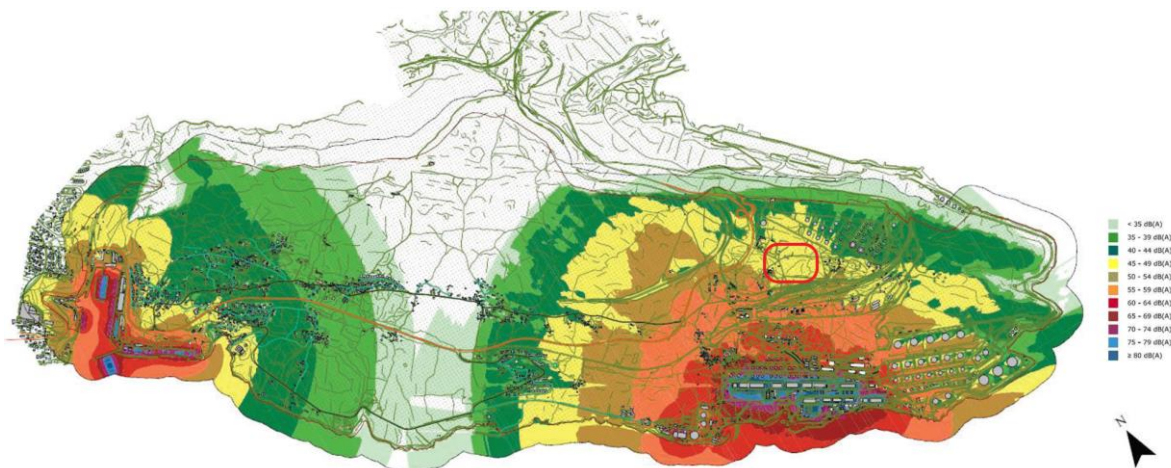 < 35 dB(A)
35 - 39 dB(A)
40 - 44 dB(A)
45 - 49 dB(A)
50 - 54 dB(A)
55 - 59 dB(A)
60 - 64 dB(A)
65 - 69 dB(A)
70 - 74 dB(A)
75 - 79 dB(A)
≥ 80 dB(A)
N